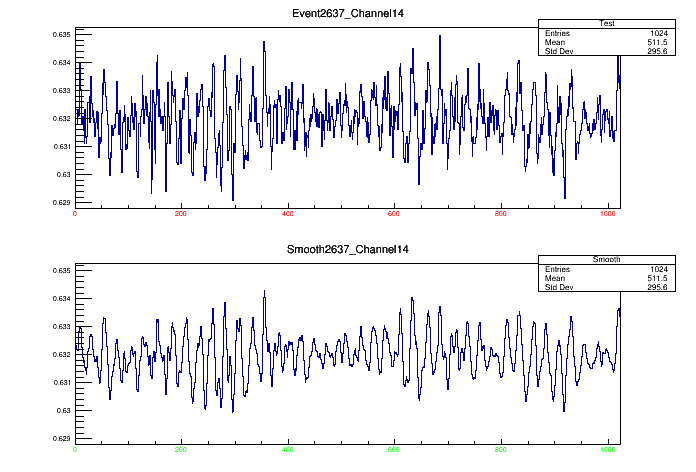 Event2637_Channel14
Test
Entries 1024
Mean 511.5
Std Dev 295.6
0.635
0.634
0.633
0.632
0.631
0.63
0.629
0 200 400 600 800 1000
Smooth2637_Channel14
Smooth
Entries 1024
Mean 511.5
Std Dev 295.6
0.635
0.634
0.633
0.632
0.631
0.63
0.629
0 200 400 600 800 1000